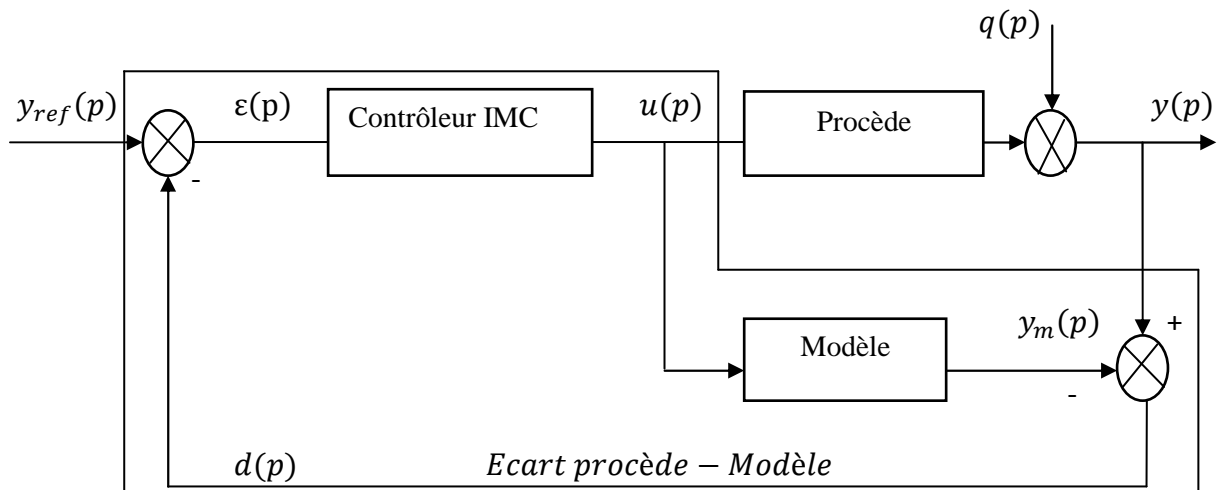 q(p)
y_ref(p)
ε(p)
Contrôleur IMC
u(p)
Procède
y(p)
-
y_m(p)
+
Modèle
-
d(p)
Ecart procède – Modèle